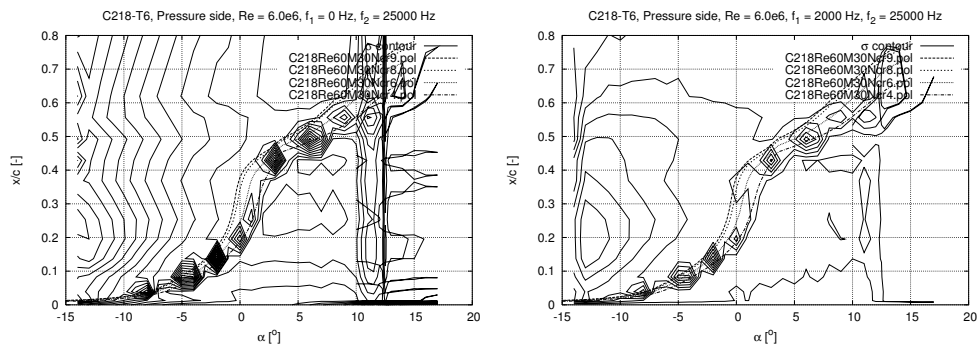 C218-T6, Pressure side, Re = 6.0e6, f1 = 0 Hz, f2 = 25000 Hz
σ contour
C218Re60M30Ncr9.pol
C218Re60M30Ncr8.pol
C218Re60M30Ncr6.pol
C218Re60M30Ncr4.pol
0.8
0.7
0.6
0.5
0.4
0.3
0.2
0.1
0
x/c [-]
-15
-10
-5
0
5
10
15
20
α [o]
C218-T6, Pressure side, Re = 6.0e6, f1 = 2000 Hz, f2 = 25000 Hz
σ contour
C218Re60M30Ncr9.pol
C218Re60M30Ncr8.pol
C218Re60M30Ncr6.pol
C218Re60M30Ncr4.pol
0.8
0.7
0.6
0.5
0.4
0.3
0.2
0.1
0
x/c [-]
-15
-10
-5
0
5
10
15
20
α [o]